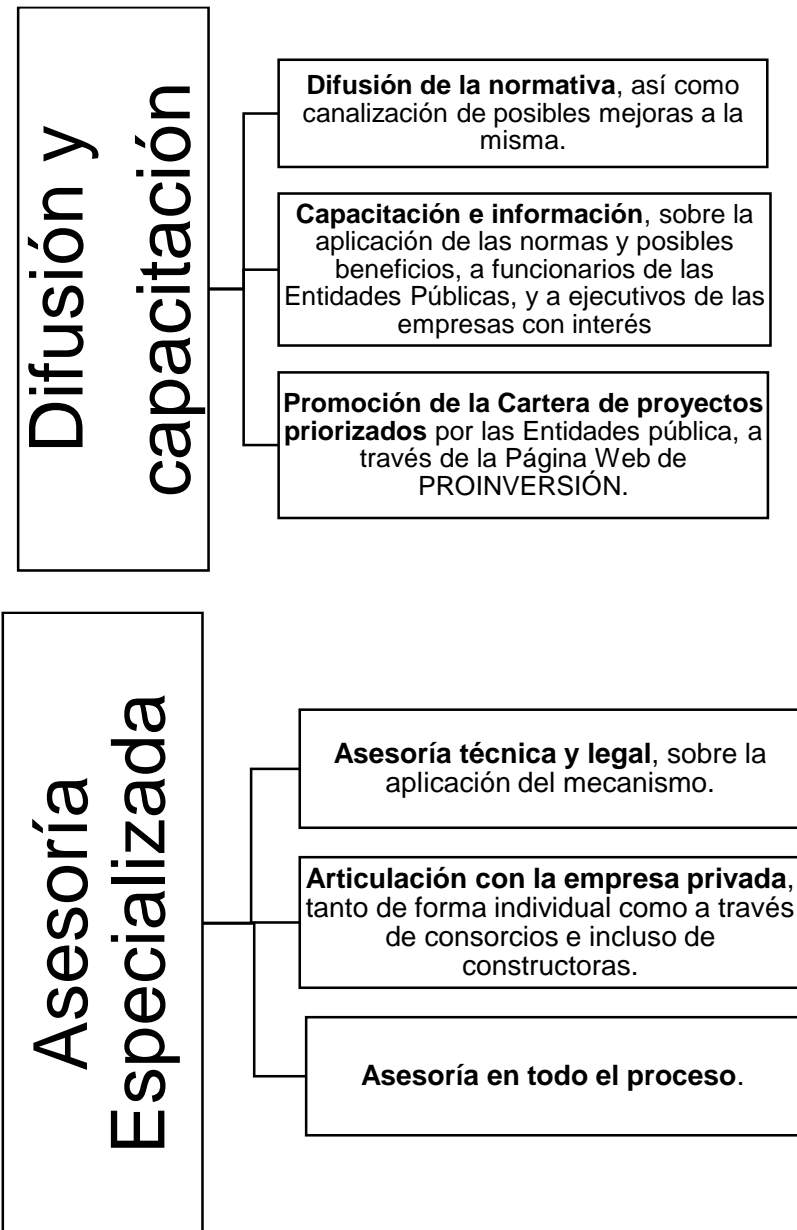 Difusión y
capacitación
Difusión de la normativa, así como
canalización de posibles mejoras a la
misma.
Capacitación e información, sobre la
aplicación de las normas y posibles
beneficios, a funcionarios de las
Entidades Públicas, y a ejecutivos de las
empresas con interés
Promoción de la Cartera de proyectos
priorizados por las Entidades pública, a
través de la Página Web de
PROINVERSIÓN.
Asesoría
Especializada
Asesoría técnica y legal, sobre la
aplicación del mecanismo.
Articulación con la empresa privada,
tanto de forma individual como a través
de consorcios e incluso de
constructoras.
Asesoría en todo el proceso.